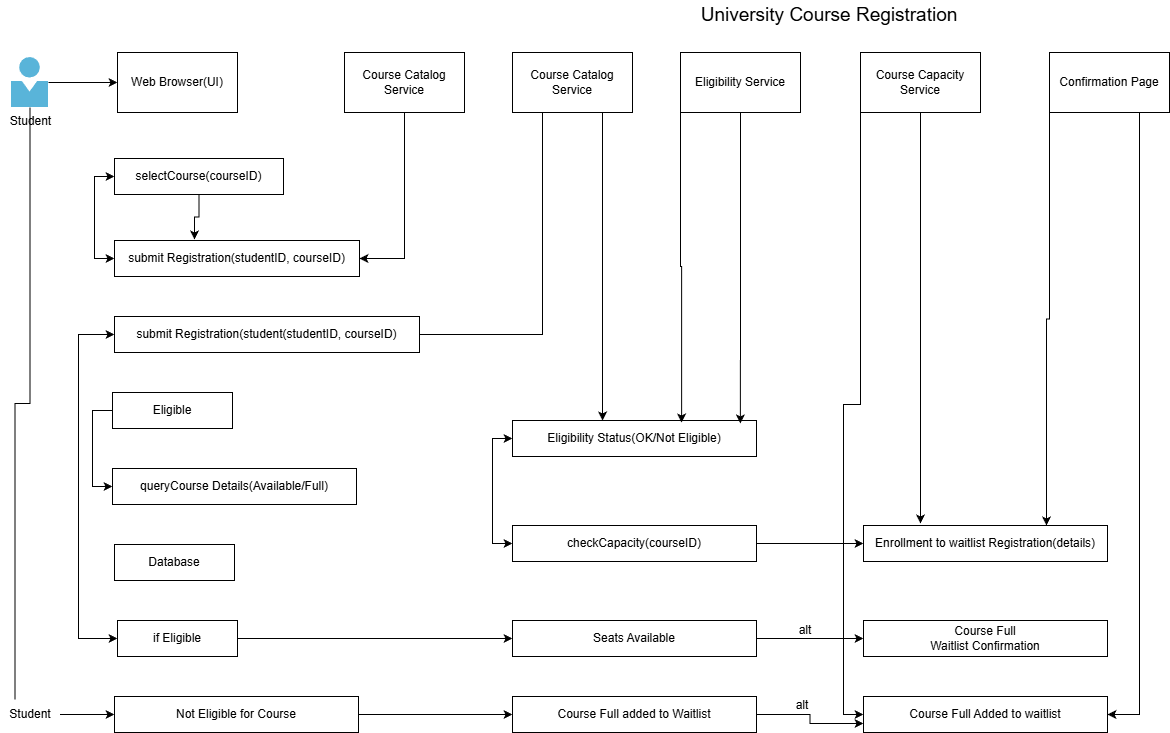 University Course Registration
Student
Web Browser(UI)
Course Catalog
Service
Course Catalog
Service
Eligibility Service
Course Capacity
Service
Confirmation Page
selectCourse(courseID)
submit Registration(studentID, courseID)
submit Registration(student(studentID, courseID)
Eligible
Eligibility Status(OK/Not Eligible)
queryCourse Details(Available/Full)
checkCapacity(courseID)
Enrollment to waitlist Registration(details)
Database
if Eligible
Seats Available
alt
Course Full
Waitlist Confirmation
Student
Not Eligible for Course
Course Full added to Waitlist
alt
Course Full Added to waitlist